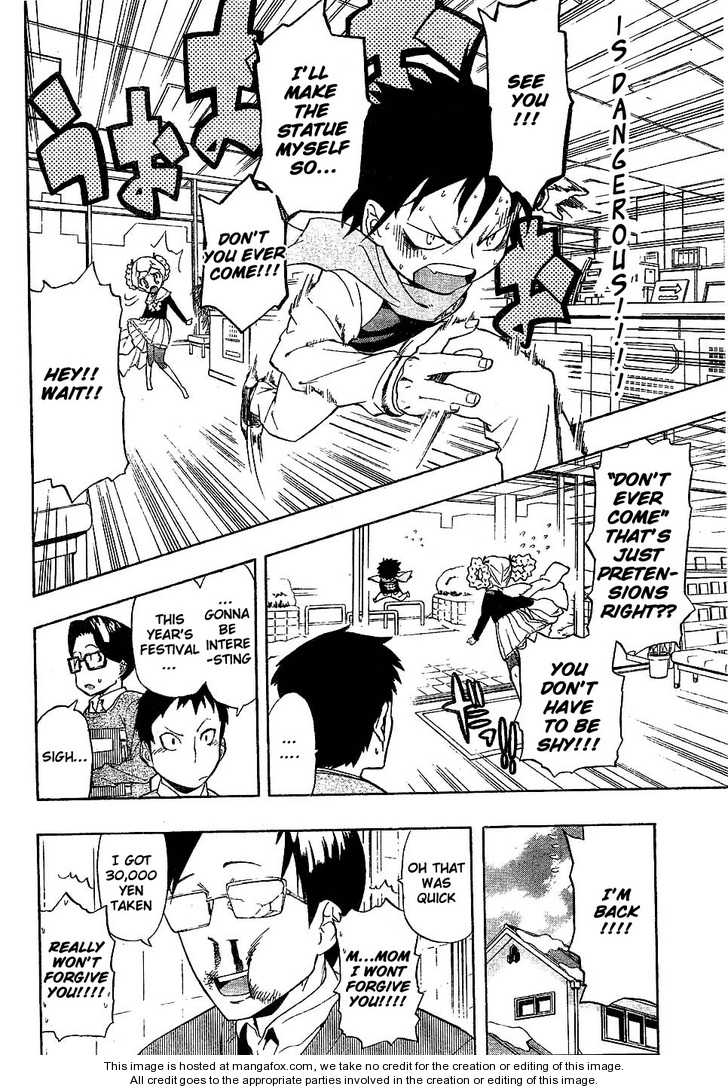 IS DANGEROUS!!!!!
SEE
YOU
!!!
I'LL
MAKE
THE
STATUE
MYSELF
SO...
DON'T
YOU EVER
COME!!!
HEY!!
WAIT!!
"DON'T
EVER
COME"
THAT'S
JUST
PRETEN-
SIONS
RIGHT??
YOU
DON'T
HAVE
TO BE
SHY!!!
...
....
...
GONNA
BE
INTERE
-STING
THIS
YEAR'S
FESTIVAL
...
SIGH...
I'M
BACK
!!!!
OH THAT
WAS
QUICK
M...MOM
I WONT
FORGIVE
YOU!!!!
I GOT
30,000
YEN
TAKEN
REALLY
WON'T
FORGIVE
YOU!!!!
This image is hosted at mangafox.com, we take no credit for the creation or editing of this image.
All credit goes to the appropriate parties involved in the creation or editing of this image.